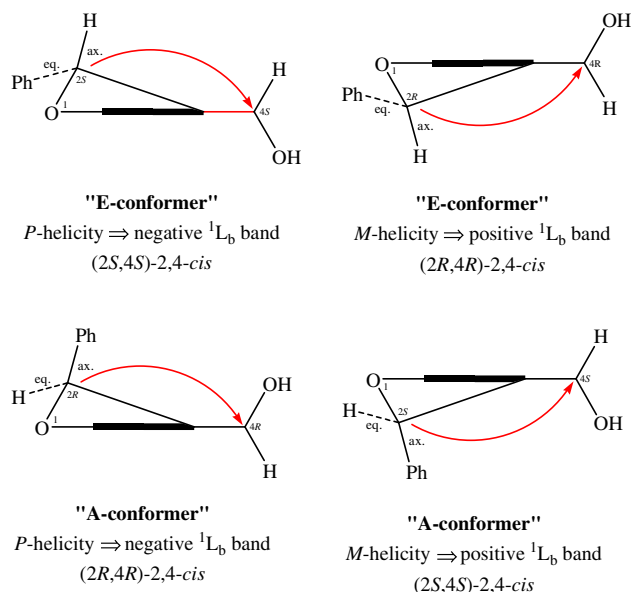 H
eq.
ax.
Ph
2S
O
1
H
4S
OH
"E-conformer"
P-helicity ⇒ negative ¹L_b band
(2S,4S)-2,4-cis
OH
O
1
4R
Ph
2R
eq.
ax.
H
H
"E-conformer"
M-helicity ⇒ positive ¹L_b band
(2R,4R)-2,4-cis
Ph
eq.
ax.
H
2R
O
1
OH
4R
H
"A-conformer"
P-helicity ⇒ negative ¹L_b band
(2R,4R)-2,4-cis
H
O
1
4S
H
2S
eq.
ax.
OH
Ph
"A-conformer"
M-helicity ⇒ positive ¹L_b band
(2S,4S)-2,4-cis